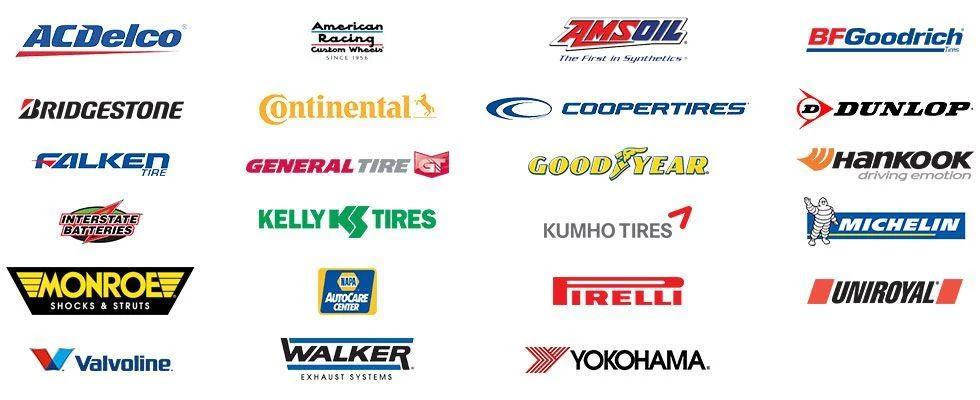 ACDelco
American
Racing
Custom Wheels
SINCE 1956
AMSOIL
The First in Synthetics®
BFGoodrich
Tires
BRIDGESTONE
Continental
COOPERTIRES
DUNLOP
FALKEN
TIRE
GENERAL TIRE GT
GOODYEAR
HANKOOK
driving emotion
INTERSTATE
BATTERIES
KELLY TIRES
KUMHO TIRES
MICHELIN
MONROE
SHOCKS & STRUTS
NAPA
AUTOCARE
CENTER
PIRELLI
UNIROYAL
Valvoline
WALKER
EXHAUST SYSTEMS
YOKOHAMA